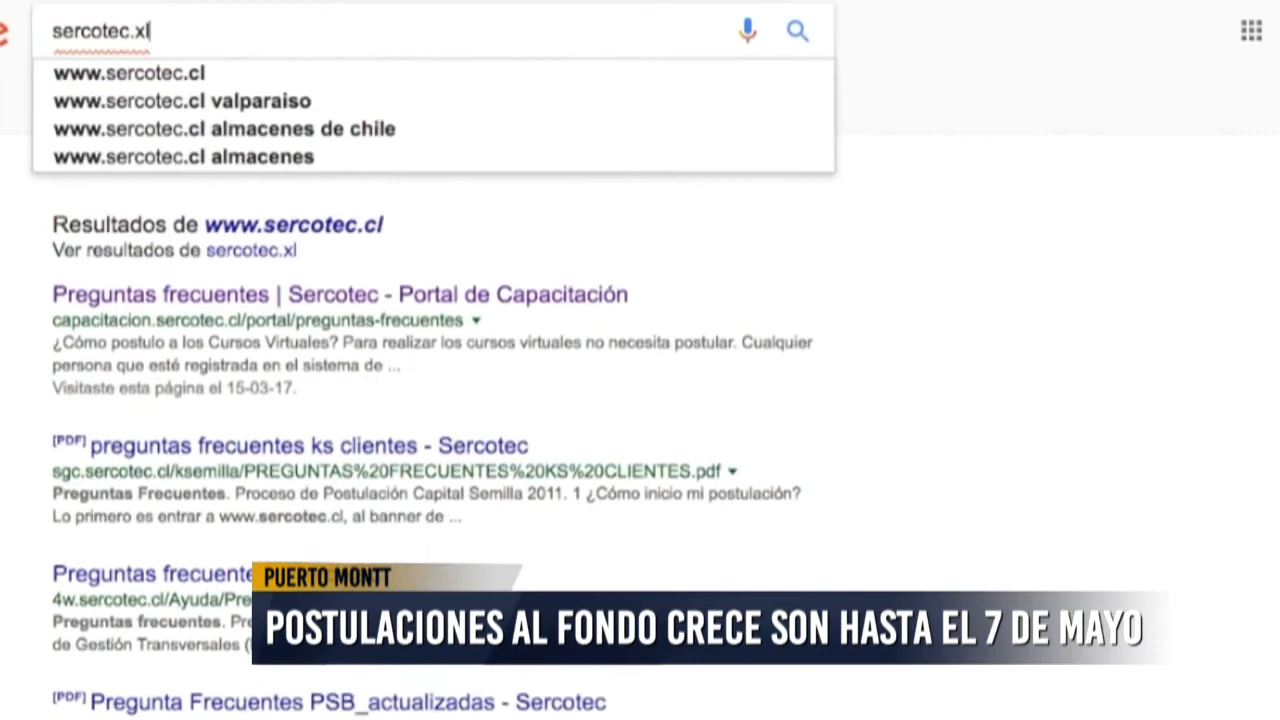 sercotec.xl
www.sercotec.cl
www.sercotec.cl valparaiso
www.sercotec.cl almacenes de chile
www.sercotec.cl almacenes
Resultados de www.sercotec.cl
Ver resultados de sercotec.xl
Preguntas frecuentes | Sercotec - Portal de Capacitación
capacitacion.sercotec.cl/portal/preguntas-frecuentes
¿Cómo postulo a los Cursos Virtuales? Para realizar los cursos virtuales no necesita postular. Cualquier
persona que esté registrada en el sistema de ...
Visitaste esta página el 15-03-17.
[PDF] preguntas frecuentes ks clientes - Sercotec
sgc.sercotec.cl/ksemilla/PREGUNTAS%20FRECUENTES%20KS%20CLIENTES.pdf
Preguntas Frecuentes. Proceso de Postulación Capital Semilla 2011. 1 ¿Cómo inicio mi postulación?
Lo primero es entrar a www.sercotec.cl, al banner de ...
Preguntas frecuente
4w.sercotec.cl/Ayuda/Pre
Preguntas frecuentes. Pre
de Gestión Transversales (
PUERTO MONTT
POSTULACIONES AL FONDO CRECE SON HASTA EL 7 DE MAYO
[PDF] Pregunta Frecuentes PSB_actualizadas - Sercotec